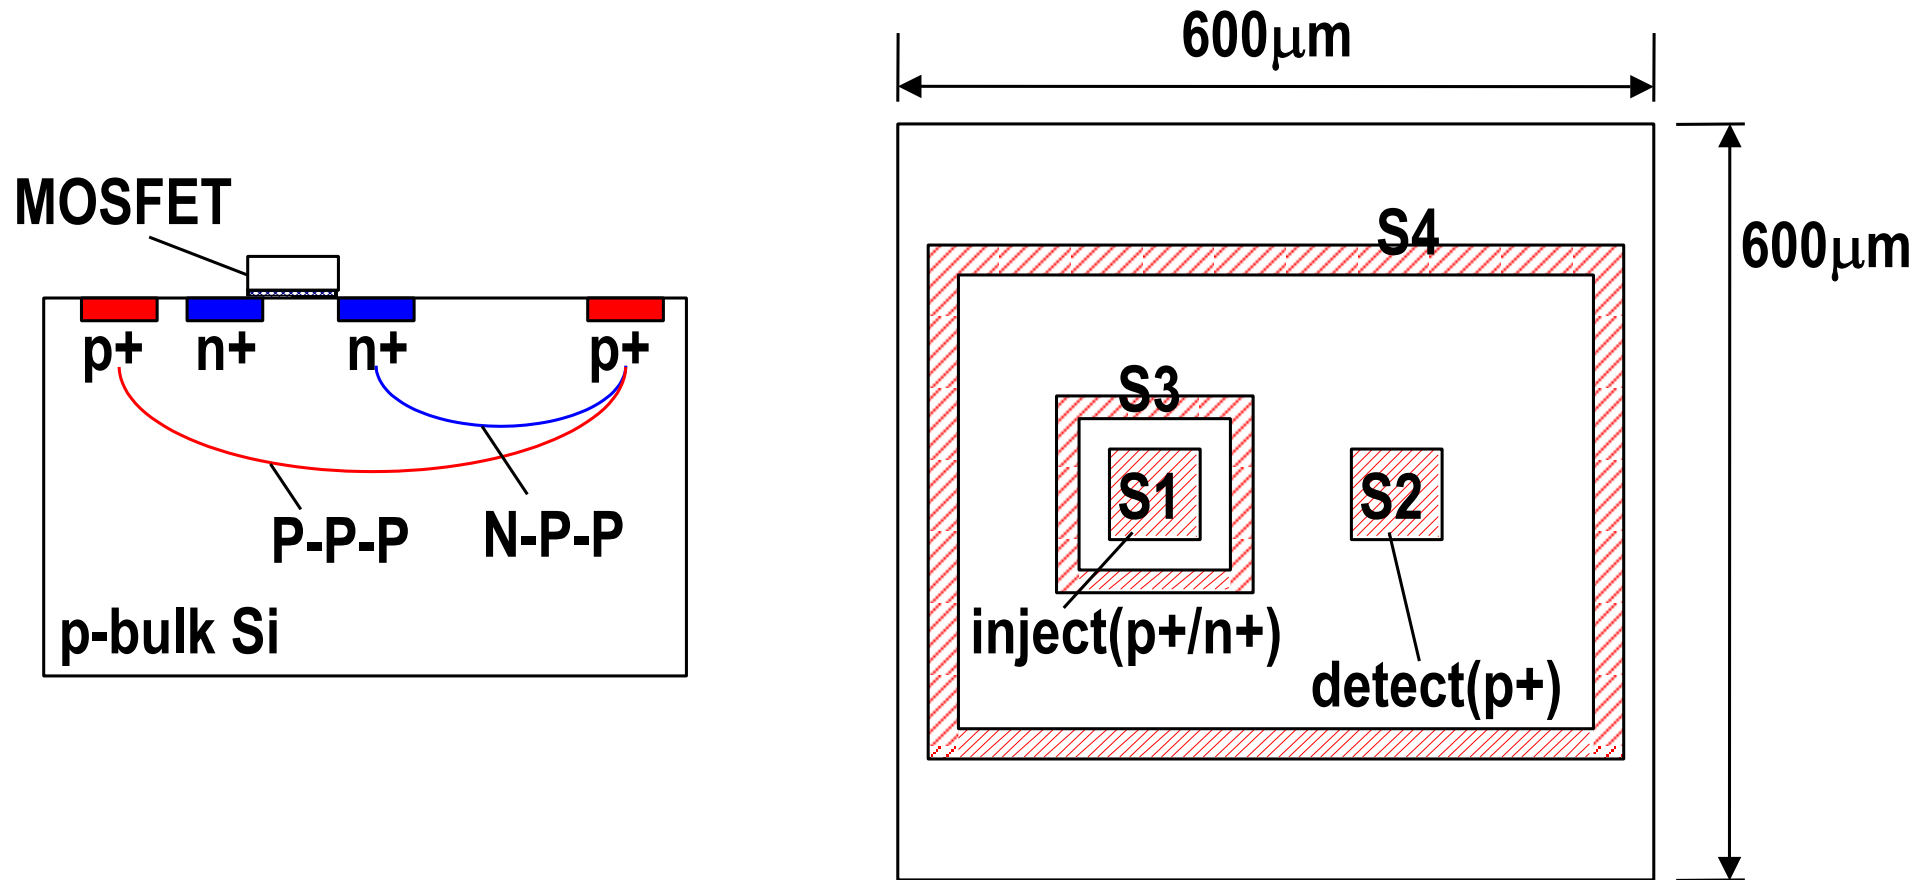 MOSFET
p+ n+ n+ p+
P-P-P
N-P-P
p-bulk Si
600μm
600μm
S4
S3
S1
S2
inject(p+/n+)
detect(p+)